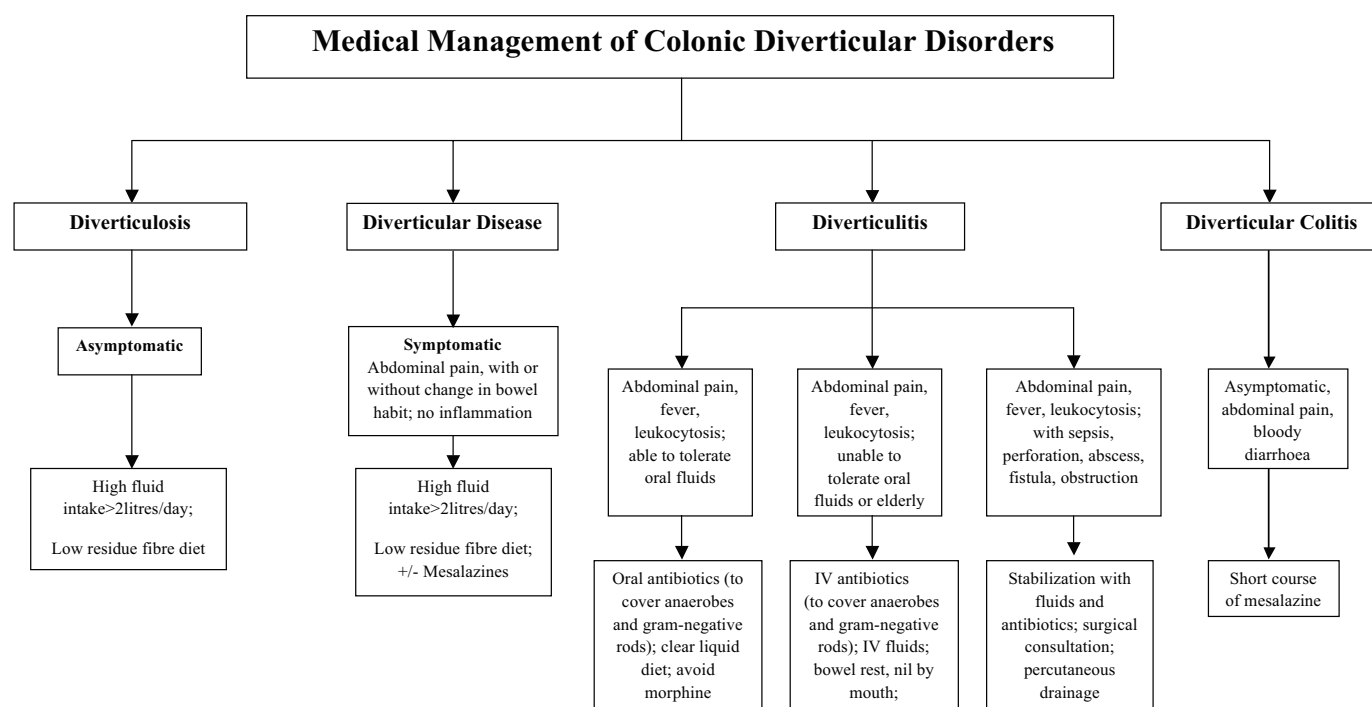 Medical Management of Colonic Diverticular Disorders
Diverticulosis
Diverticular Disease
Diverticulitis
Diverticular Colitis
Asymptomatic
Symptomatic
Abdominal pain, with or
without change in bowel
habit; no inflammation
Abdominal pain,
fever,
leukocytosis;
able to tolerate
oral fluids
Abdominal pain,
fever,
leukocytosis;
unable to
tolerate oral
fluids or elderly
Abdominal pain,
fever, leukocytosis;
with sepsis,
perforation, abscess,
fistula, obstruction
Asymptomatic,
abdominal pain,
bloody
diarrhoea
High fluid
intake>2litres/day;
Low residue fibre diet
High fluid
intake>2litres/day;
Low residue fibre diet;
+/- Mesalazines
Oral antibiotics (to
cover anaerobes
and gram-negative
rods); clear liquid
diet; avoid
morphine
IV antibiotics
(to cover anaerobes
and gram-negative
rods); IV fluids;
bowel rest, nil by
mouth;
Stabilization with
fluids and
antibiotics; surgical
consultation;
percutaneous
drainage
Short course
of mesalazine